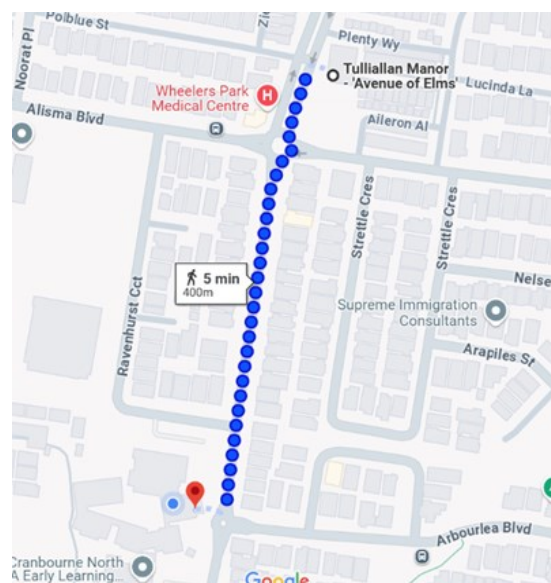 Polblue St
Noorat Pl
Plenty Wy
Tulliallan Manor
- 'Avenue of Elms'
Lucinda La
Wheelers Park
Medical Centre
H
Alisma Blvd
Aileron Al
Strettle Cres
Strettle Cres
5 min
400m
Ravenhurst Cct
Nelse
Supreme Immigration
Consultants
Arapiles St
Arbourlea Blvd
Cranbourne North
A Early Learning...
Google